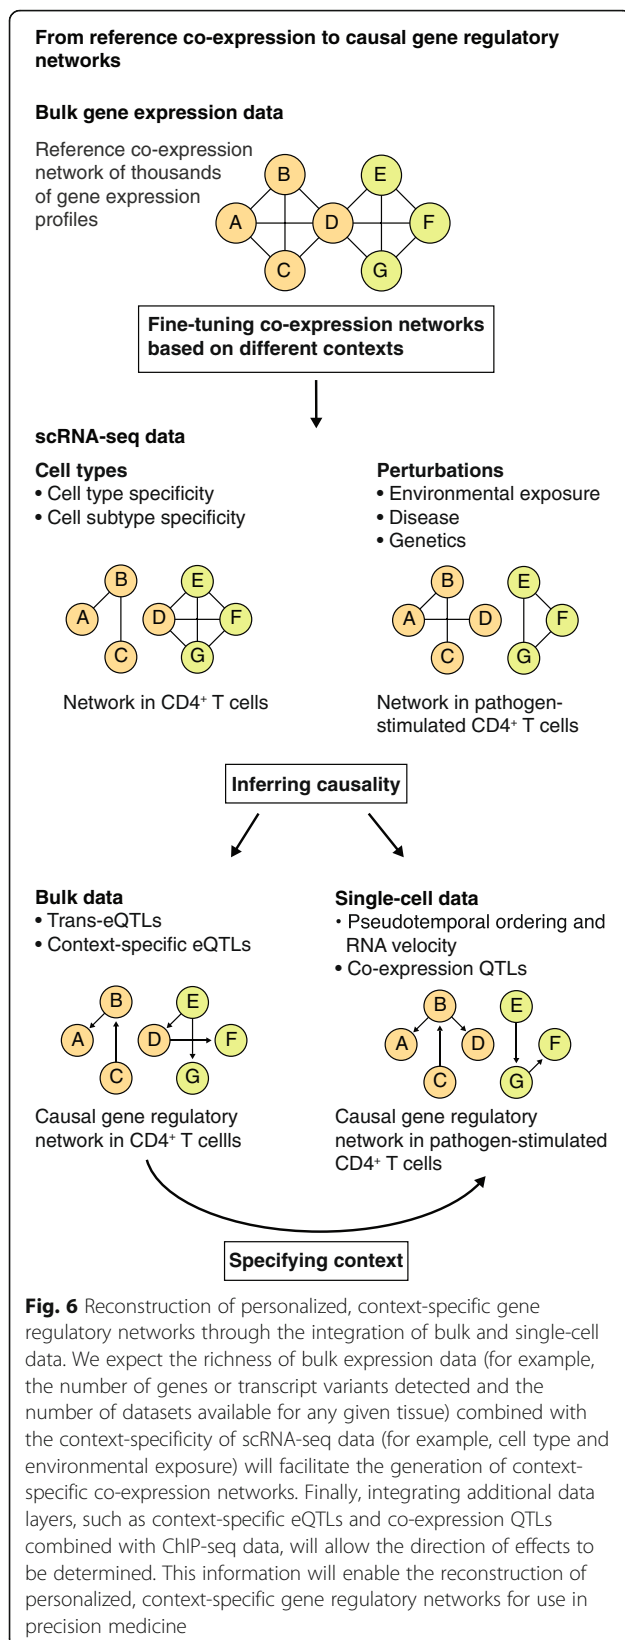 From reference co-expression to causal gene regulatory
networks
Bulk gene expression data
Reference co-expression
network of thousands
of gene expression
profiles
B
E
A
D
F
C
G
Fine-tuning co-expression networks
based on different contexts
scRNA-seq data
Cell types
• Cell type specificity
• Cell subtype specificity
B
E
A
D
F
C
G
Network in CD4⁺ T cells
Perturbations
• Environmental exposure
• Disease
• Genetics
B
E
A
D
F
C
G
Network in pathogen-
stimulated CD4⁺ T cells
Inferring causality
Bulk data
• Trans-eQTLs
• Context-specific eQTLs
B
E
A
D
F
C
G
Causal gene regulatory
network in CD4⁺ T cellls
Single-cell data
• Pseudotemporal ordering and
RNA velocity
• Co-expression QTLs
B
E
A
D
F
C
G
Causal gene regulatory
network in pathogen-stimulated
CD4⁺ T cells
Specifying context
Fig. 6 Reconstruction of personalized, context-specific gene
regulatory networks through the integration of bulk and single-cell
data. We expect the richness of bulk expression data (for example,
the number of genes or transcript variants detected and the
number of datasets available for any given tissue) combined with
the context-specificity of scRNA-seq data (for example, cell type and
environmental exposure) will facilitate the generation of context-
specific co-expression networks. Finally, integrating additional data
layers, such as context-specific eQTLs and co-expression QTLs
combined with ChIP-seq data, will allow the direction of effects to
be determined. This information will enable the reconstruction of
personalized, context-specific gene regulatory networks for use in
precision medicine